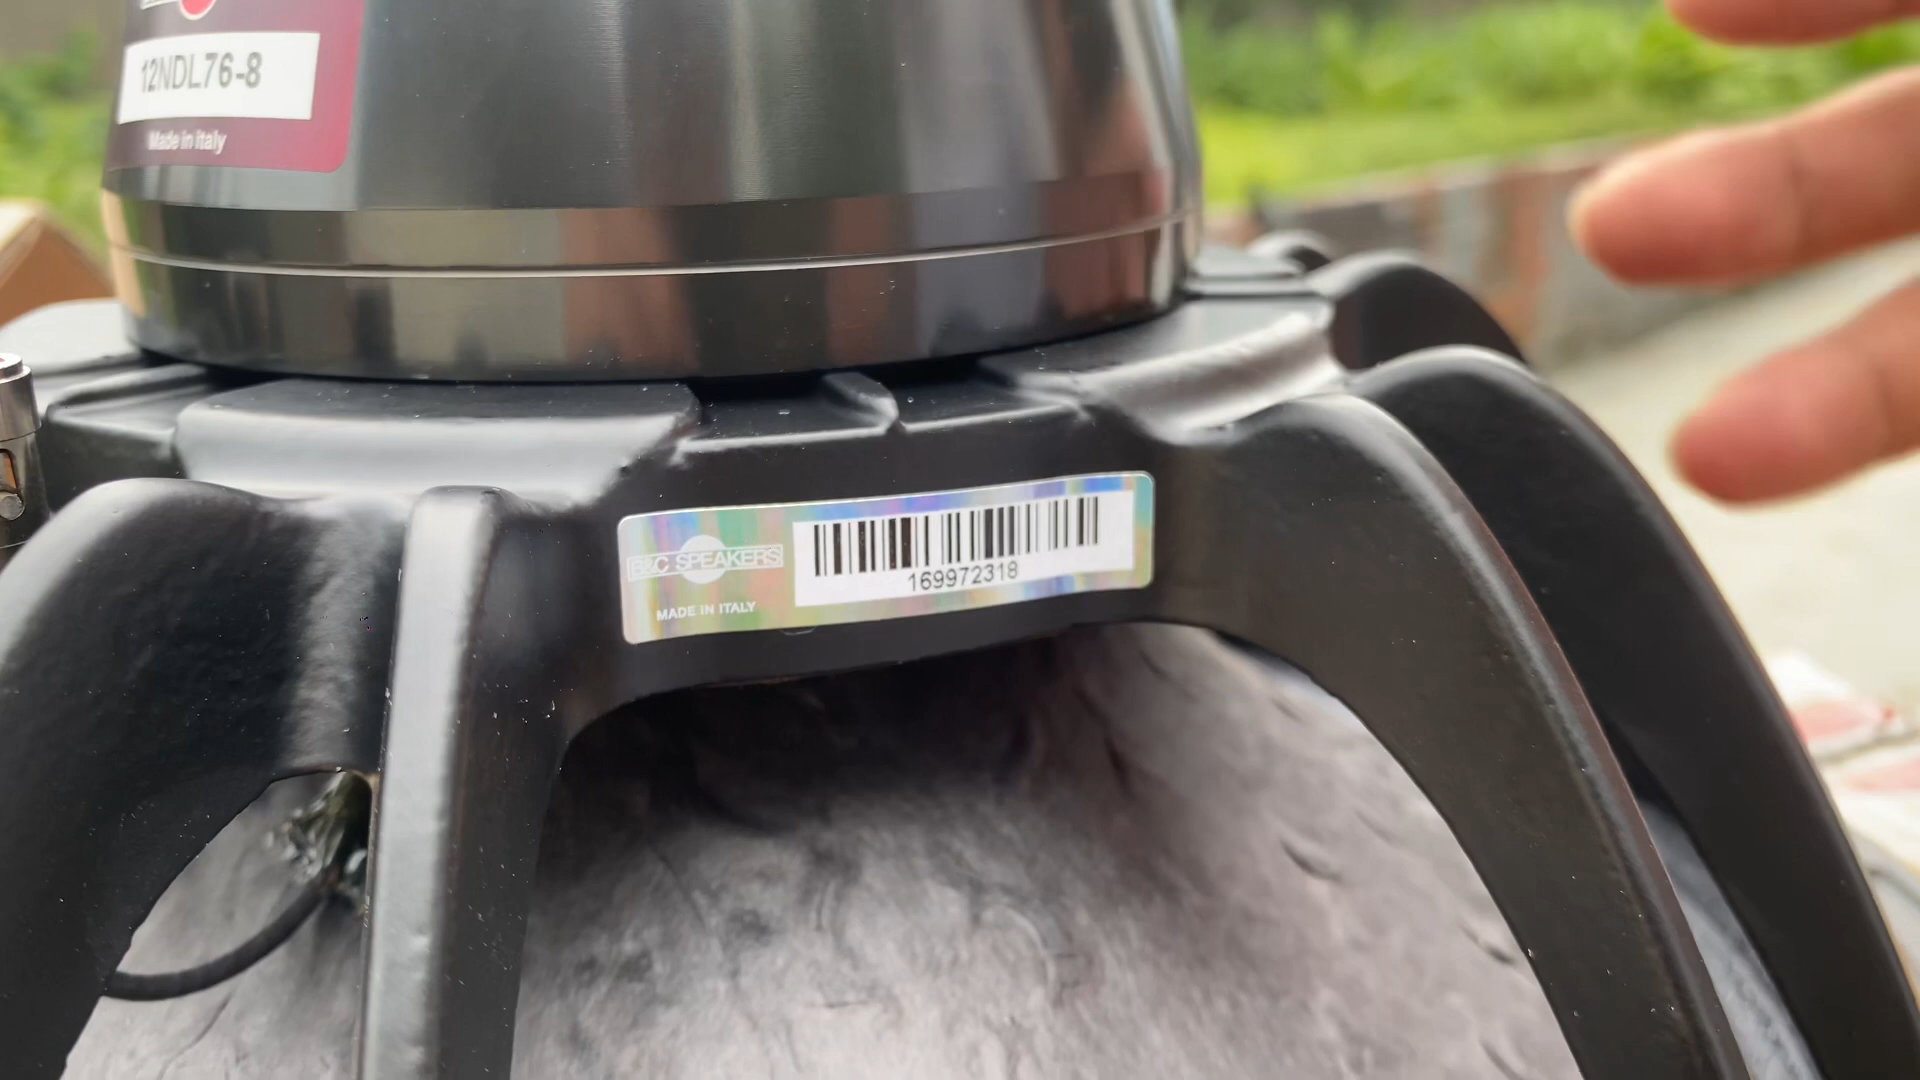 12NDL76-8
Made in italy
B&C SPEAKERS
MADE IN ITALY
169972318